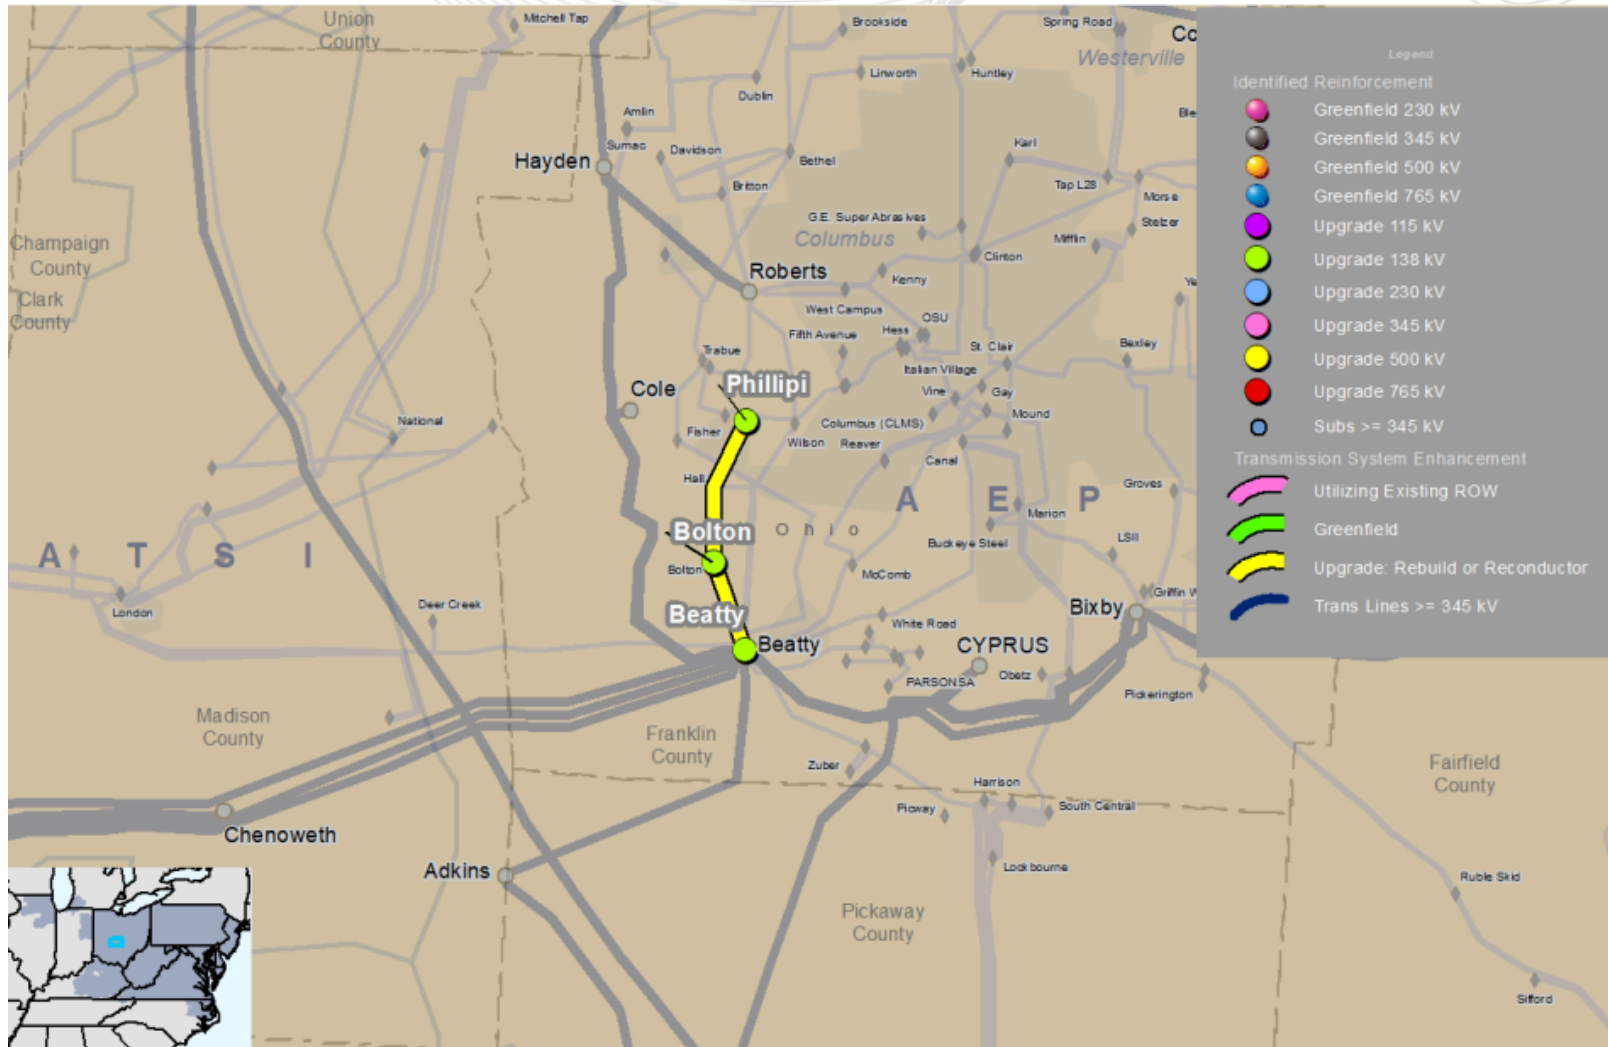 Union
County
Mitchell Tap
Brookside
Spring Road
Co
Westerville
Linworth
Huntley
Dublin
Amlin
Ble
Sumac
Davidson
Karl
Hayden
Bethel
Britton
Tap L28
Morse
G.E. Super Abrasives
Stelzer
Columbus
Mifflin
Champaign
County
Clinton
Roberts
Kenny
Ye
Clark
County
West Campus
OSU
Fifth Avenue
Hess
St. Clair
Bexley
Trabue
Italian Village
Phillipi
Cole
Vine
Gay
National
Mound
Columbus (CLMS)
Fisher
Wilson
Reaver
Canal
Hall
Groves
A E P
Marion
Ohio
Bolton
Buckeye Steel
LSII
A T S I
Bolton
McComb
Griffin W
London
Deer Creek
Beatty
Bixby
White Road
Beatty
CYPRUS
PARSONSA
Obetz
Pickerington
Madison
County
Franklin
County
Zuber
Harrison
Fairfield
County
Picway
South Central
Chenoweth
Adkins
Lockbourne
Ruble Skid
Pickaway
County
Sifford
Legend
Identified Reinforcement
Greenfield 230 kV
Greenfield 345 kV
Greenfield 500 kV
Greenfield 765 kV
Upgrade 115 kV
Upgrade 138 kV
Upgrade 230 kV
Upgrade 345 kV
Upgrade 500 kV
Upgrade 765 kV
Subs >= 345 kV
Transmission System Enhancement
Utilizing Existing ROW
Greenfield
Upgrade: Rebuild or Reconductor
Trans Lines >= 345 kV